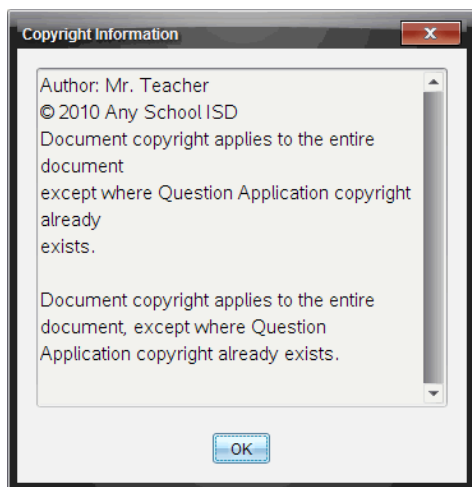 Copyright Information
X
Author: Mr. Teacher
© 2010 Any School ISD
Document copyright applies to the entire
document
except where Question Application copyright
already
exists.
Document copyright applies to the entire
document, except where Question
Application copyright already exists.
OK